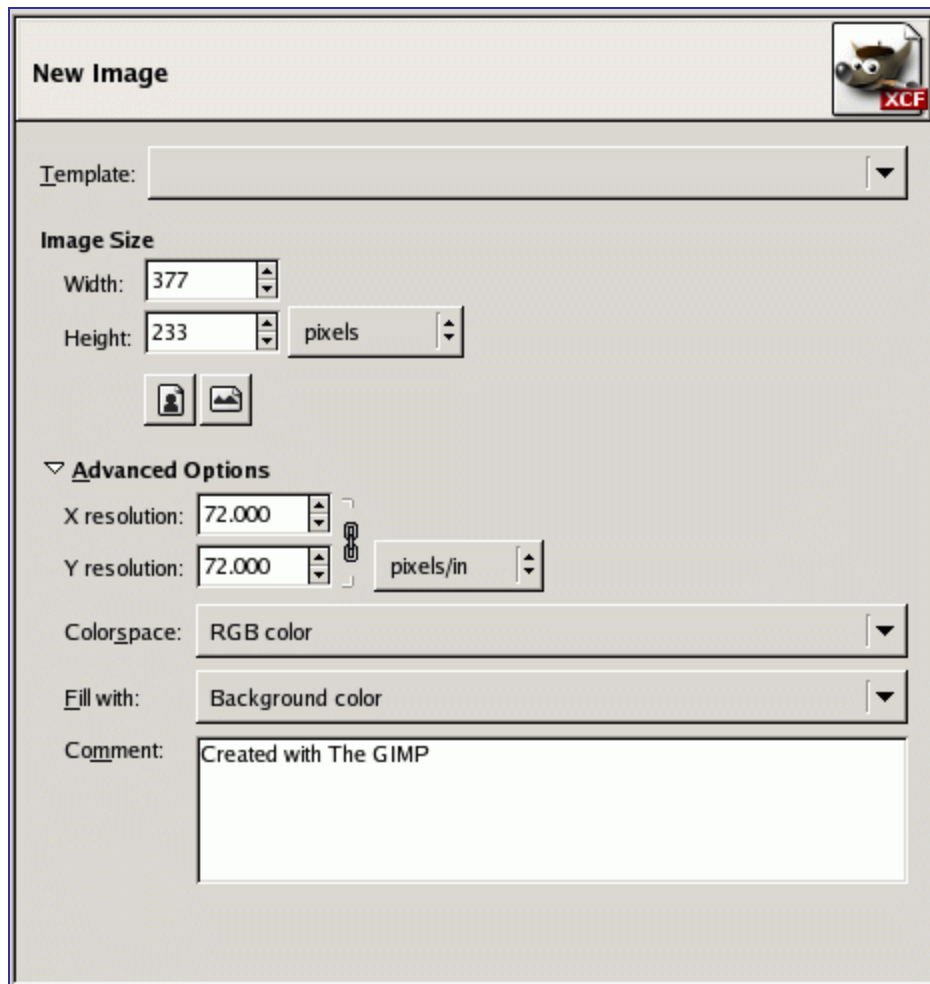 New Image
XCF
Template:
Image Size
Width: 377
Height: 233 pixels
Advanced Options
X resolution: 72.000
Y resolution: 72.000 pixels/in
Colorspace: RGB color
Fill with: Background color
Comment: Created with The GIMP